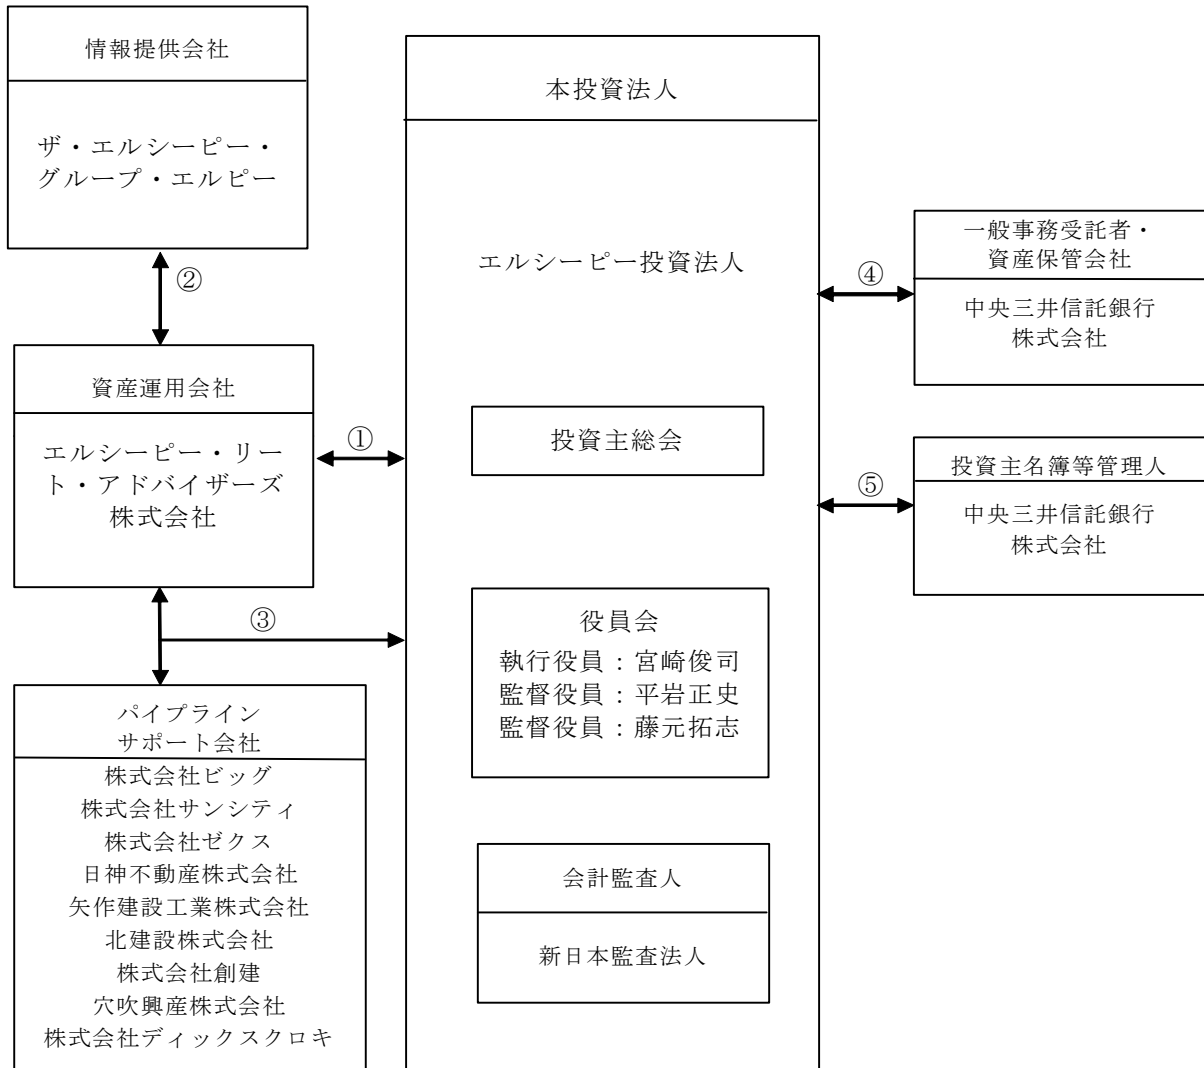 情報提供会社
ザ・エルシーピー・
グループ・エルピー
②
資産運用会社
エルシーピー・リー
ト・アドバイザーズ
株式会社
①
③
パイプライン
サポート会社
株式会社ビッグ
株式会社サンシティ
株式会社ゼクス
日神不動産株式会社
矢作建設工業株式会社
北建設株式会社
株式会社創建
穴吹興産株式会社
株式会社ディックスクロキ
本投資法人
エルシーピー投資法人
投資主総会
役員会
執行役員：宮崎俊司
監督役員：平岩正史
監督役員：藤元拓志
会計監査人
新日本監査法人
④
一般事務受託者・
資産保管会社
中央三井信託銀行
株式会社
⑤
投資主名簿等管理人
中央三井信託銀行
株式会社